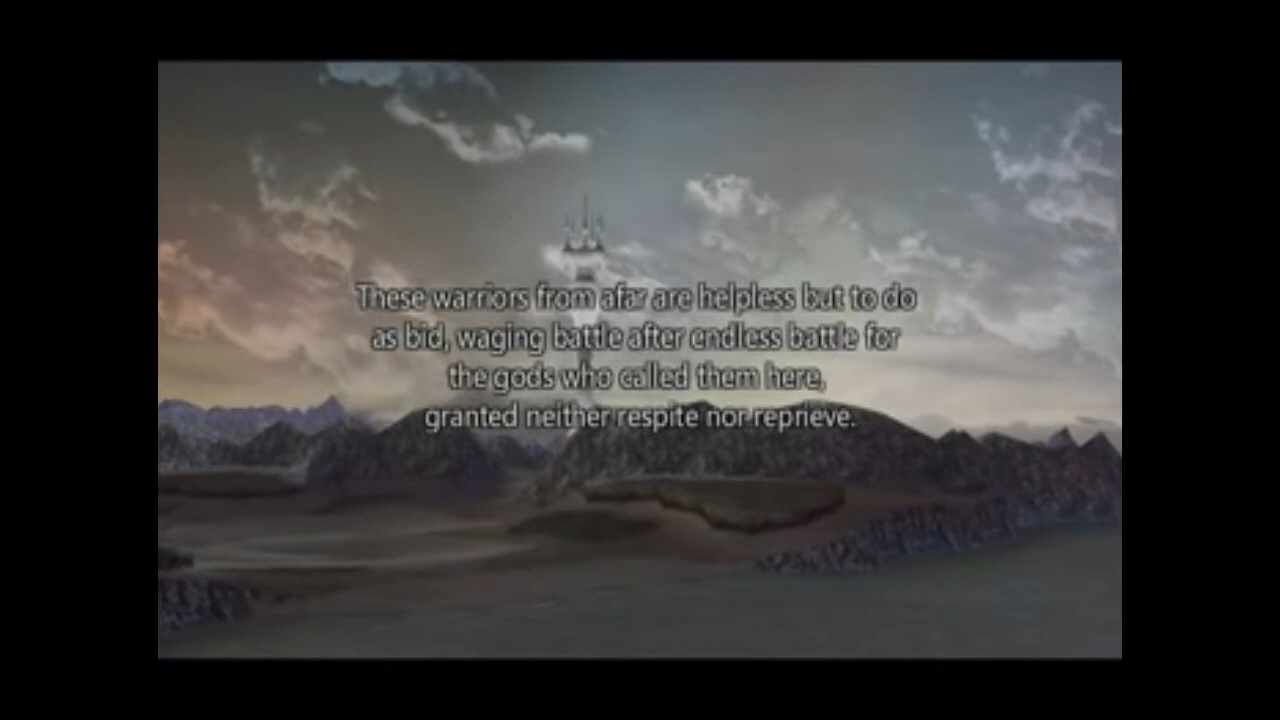 These warriors from afar are helpless but to do
as bid, waging battle after endless battle for
the gods who called them here,
granted neither respite nor reprieve.